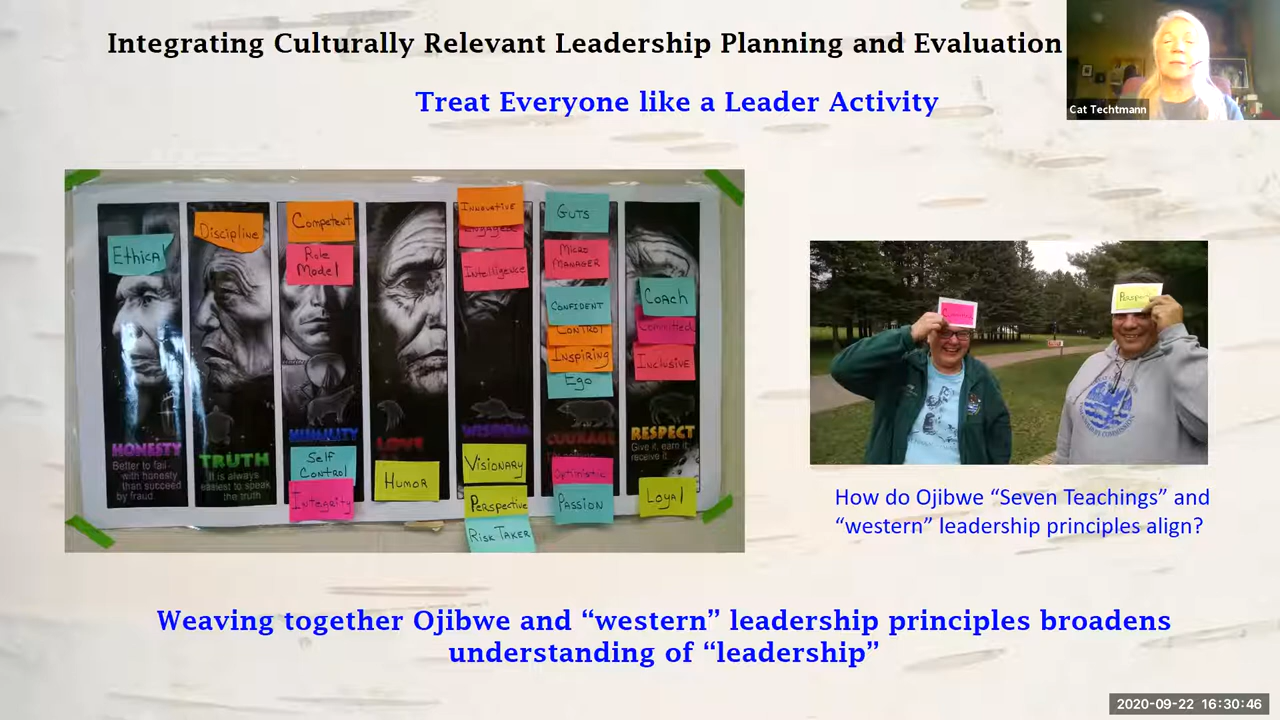 Integrating Culturally Relevant Leadership Planning and Evaluation
Treat Everyone like a Leader Activity
Cat Techtmann
Ethical
Discipline
Competent
Role
Model
Innovative
Engaged
Intelligence
GUTS
MICRO
MANAGER
CONFIDENT
CONTROL
INSPIRING
Ego
COACH
Committed
INCLUSIVE
HONESTY
Better to fail
with honesty
than succeed
by fraud
TRUTH
It is always
easiest to speak
the truth
HUMILITY
Self
Control
Integrity
LOVE
HUMOR
WISDOM
VISIONARY
Perspective
RISK TAKER
COURAGE
Optimistic
PASSION
RESPECT
Give it, earn it,
receive it.
LOYAL
How do Ojibwe “Seven Teachings” and
“western” leadership principles align?
Weaving together Ojibwe and “western” leadership principles broadens
understanding of “leadership”
2020-09-22 16:30:46